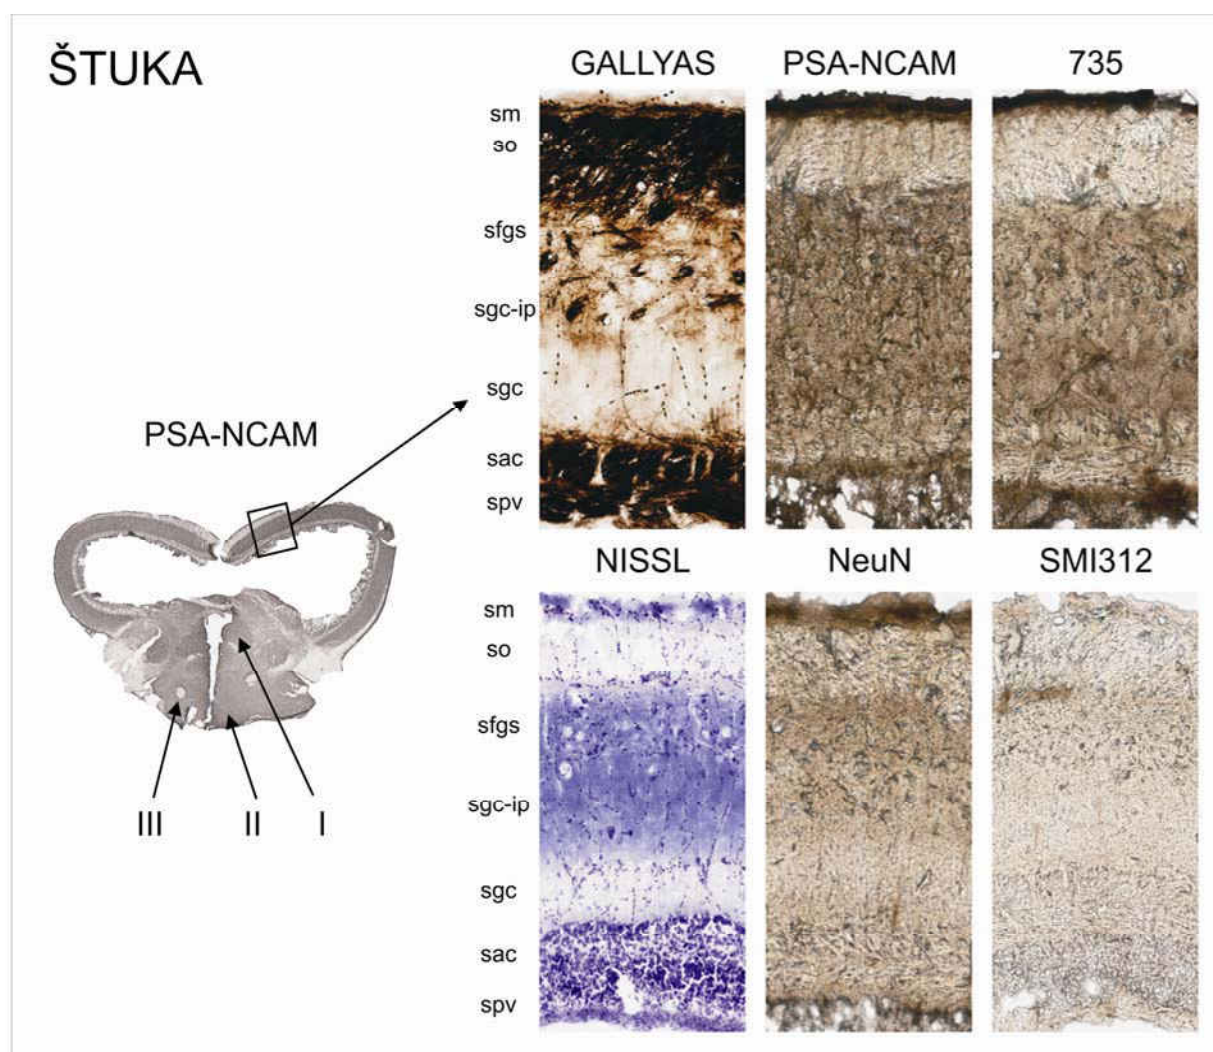 ŠTUKA
GALLYAS PSA-NCAM 735
sm
so
sfgs
sgc-ip
sgc
sac
spv
PSA-NCAM
III II I
NISSL NeuN SMI312
sm
so
sfgs
sgc-ip
sgc
sac
spv